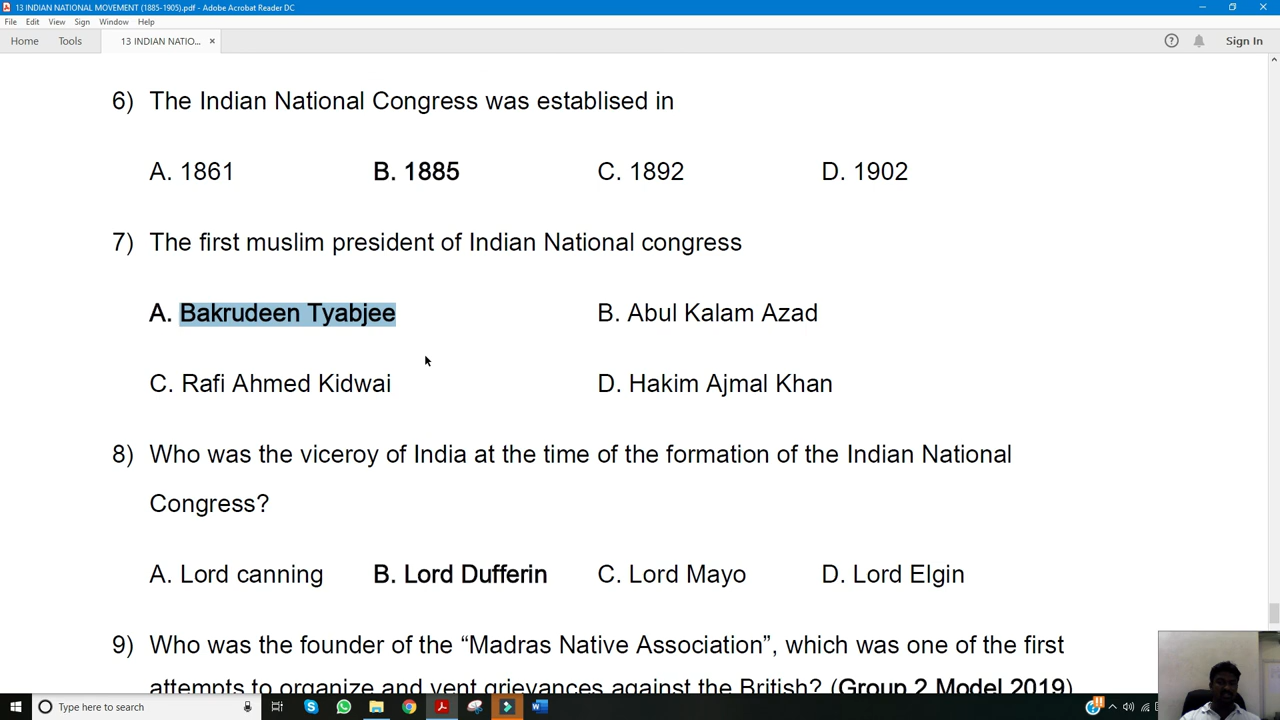 13 INDIAN NATIONAL MOVEMENT (1885-1905).pdf - Adobe Acrobat Reader DC
File Edit View Sign Window Help
Home Tools 13 INDIAN NATIO... × Sign In
6) The Indian National Congress was establised in
A. 1861 B. 1885 C. 1892 D. 1902
7) The first muslim president of Indian National congress
A. Bakrudeen Tyabjee B. Abul Kalam Azad
C. Rafi Ahmed Kidwai D. Hakim Ajmal Khan
8) Who was the viceroy of India at the time of the formation of the Indian National
Congress?
A. Lord canning B. Lord Dufferin C. Lord Mayo D. Lord Elgin
9) Who was the founder of the “Madras Native Association”, which was one of the first
attempts to organize and vent grievances against the British? (Group 2 Model 2019)
Type here to search